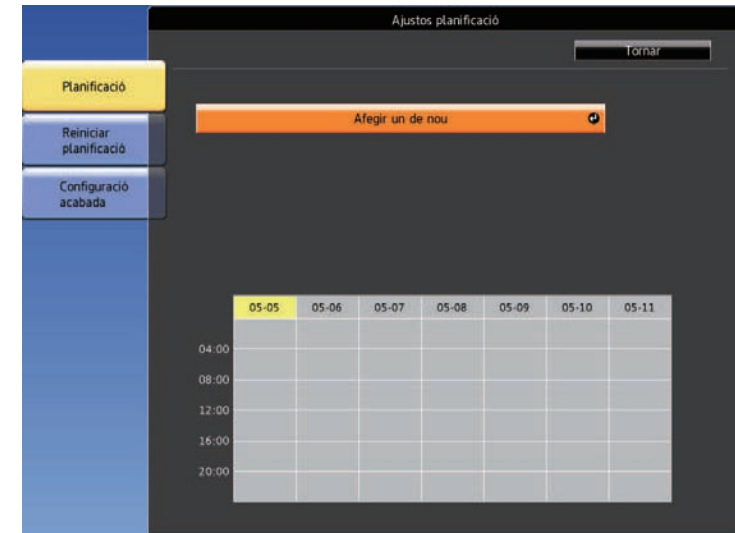 Ajustos planificació
Tornar
Planificació
Afegir un de nou
Reiniciar
planificació
Configuració
acabada
05-05 05-06 05-07 05-08 05-09 05-10 05-11
04:00
08:00
12:00
16:00
20:00